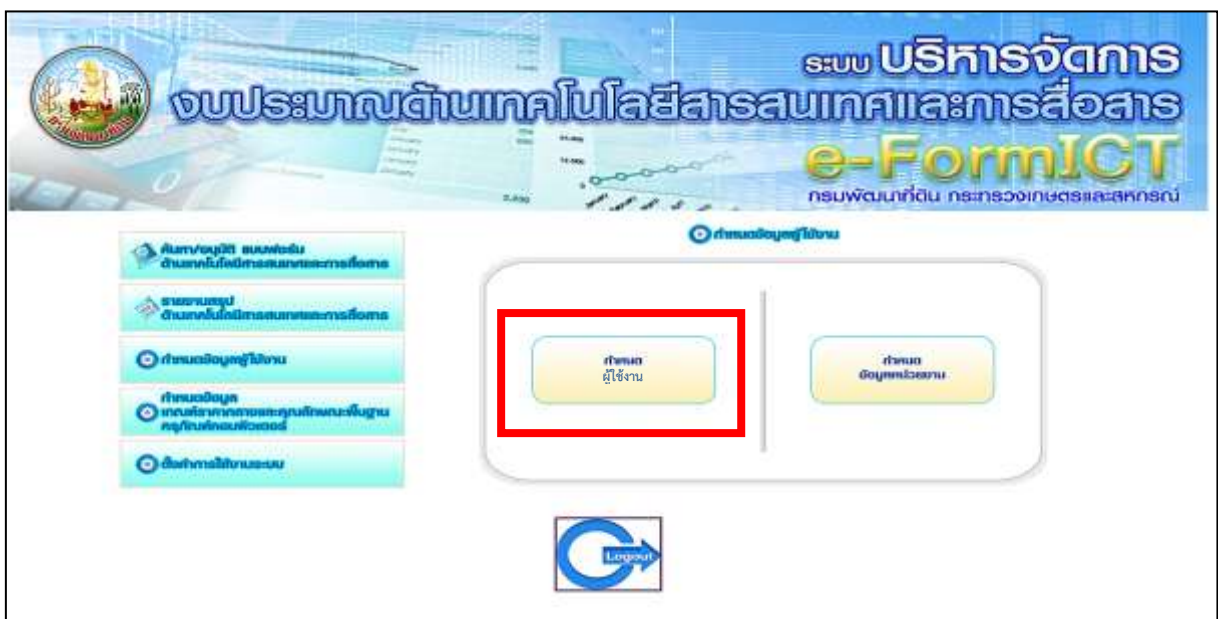 ระบบ บริหารจัดการ
งบประมาณด้านเทคโนโลยีสารสนเทศและการสื่อสาร
e-FormICT
กรมพัฒนาที่ดิน กระทรวงเกษตรและสหกรณ์
กำหนดข้อมูลผู้ใช้งาน
ค้นหา/อนุมัติ แบบฟอร์ม
ด้านเทคโนโลยีสารสนเทศและการสื่อสาร
รายงานสรุป
ด้านเทคโนโลยีสารสนเทศและการสื่อสาร
กำหนดข้อมูลผู้ใช้งาน
กำหนดข้อมูล
เกณฑ์ราคากลางและคุณลักษณะพื้นฐาน
ครุภัณฑ์คอมพิวเตอร์
ตั้งค่าการใช้งานระบบ
กำหนด
ผู้ใช้งาน
กำหนด
ข้อมูลหน่วยงาน
Logout